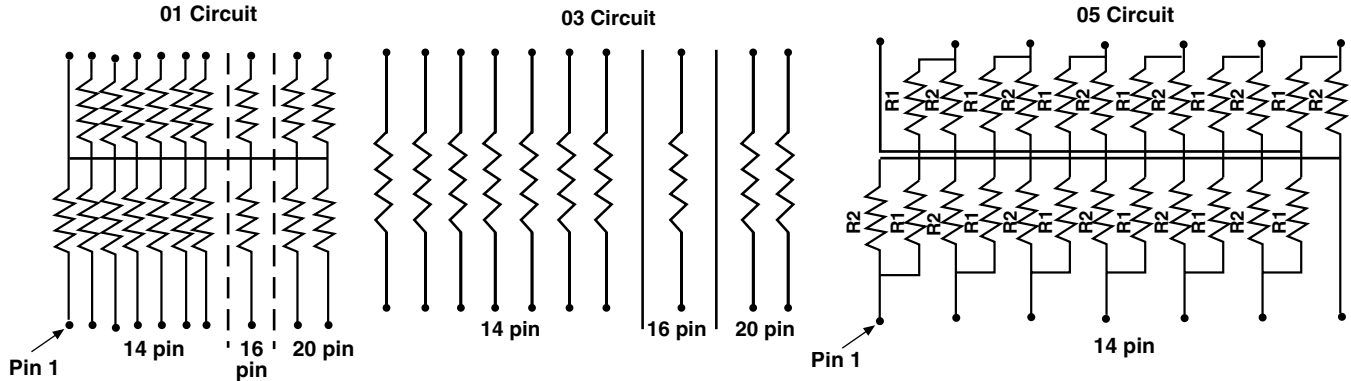 01 Circuit
14 pin
16
pin
20 pin
Pin 1
03 Circuit
14 pin
16 pin
20 pin
05 Circuit
R1 R2 R1 R2 R1 R2 R1 R2 R1 R2 R1 R2
R2 R1 R2 R1 R2 R1 R2 R1 R2 R1 R2 R1
Pin 1
14 pin